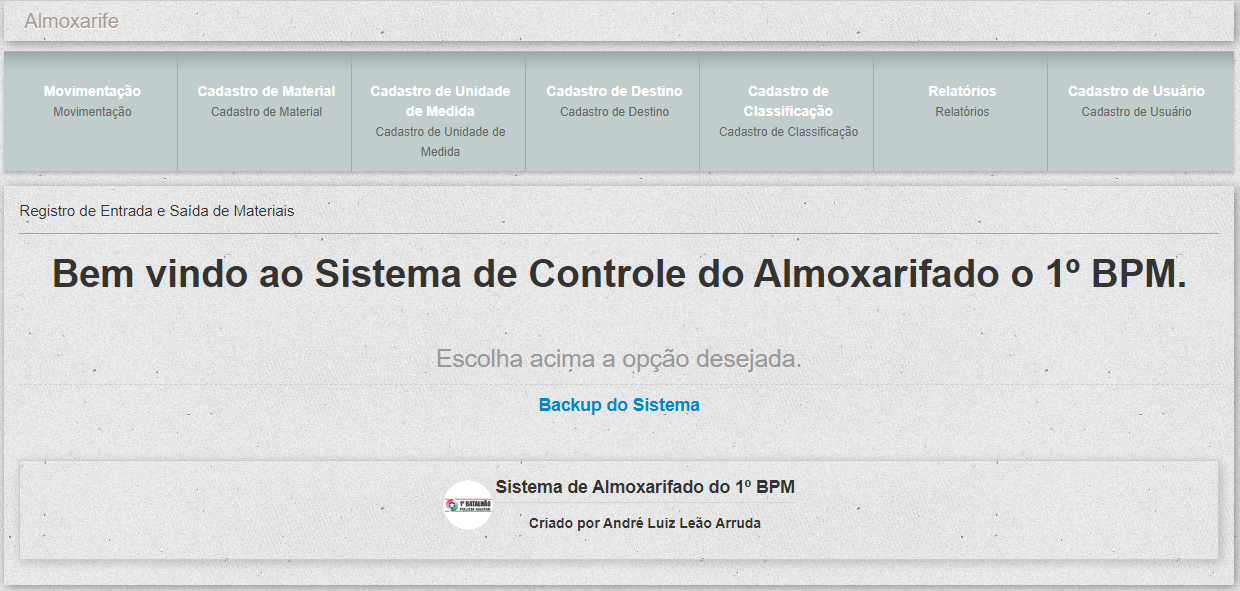 Almoxarife
Movimentação
Movimentação
Cadastro de Material
Cadastro de Material
Cadastro de Unidade
de Medida
Cadastro de Unidade de
Medida
Cadastro de Destino
Cadastro de Destino
Cadastro de
Classificação
Cadastro de Classificação
Relatórios
Relatórios
Cadastro de Usuário
Cadastro de Usuário
Registro de Entrada e Saída de Materiais
Bem vindo ao Sistema de Controle do Almoxarifado o 1º BPM.
Escolha acima a opção desejada.
Backup do Sistema
1º BATALHÃO
POLÍCIA MILITAR
Sistema de Almoxarifado do 1º BPM
Criado por André Luiz Leão Arruda